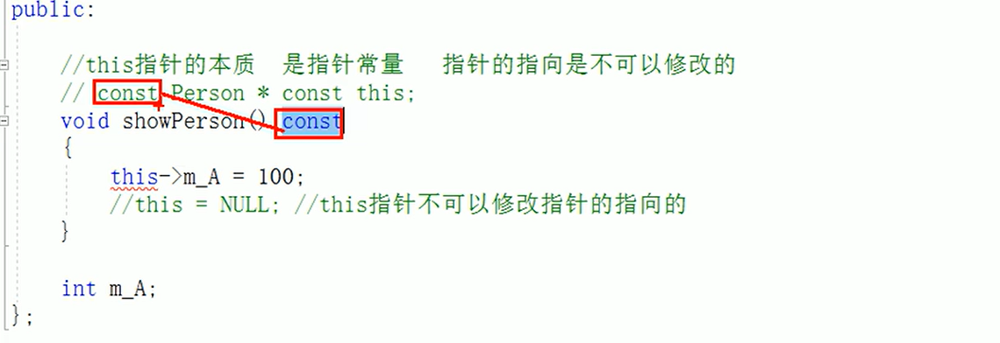 public:
//this指针的本质 是指针常量 指针的指向是不可以修改的
// const Person * const this;
void showPerson() const
{
this->m_A = 100;
//this = NULL; //this指针不可以修改指针的指向的
}
int m_A;
};